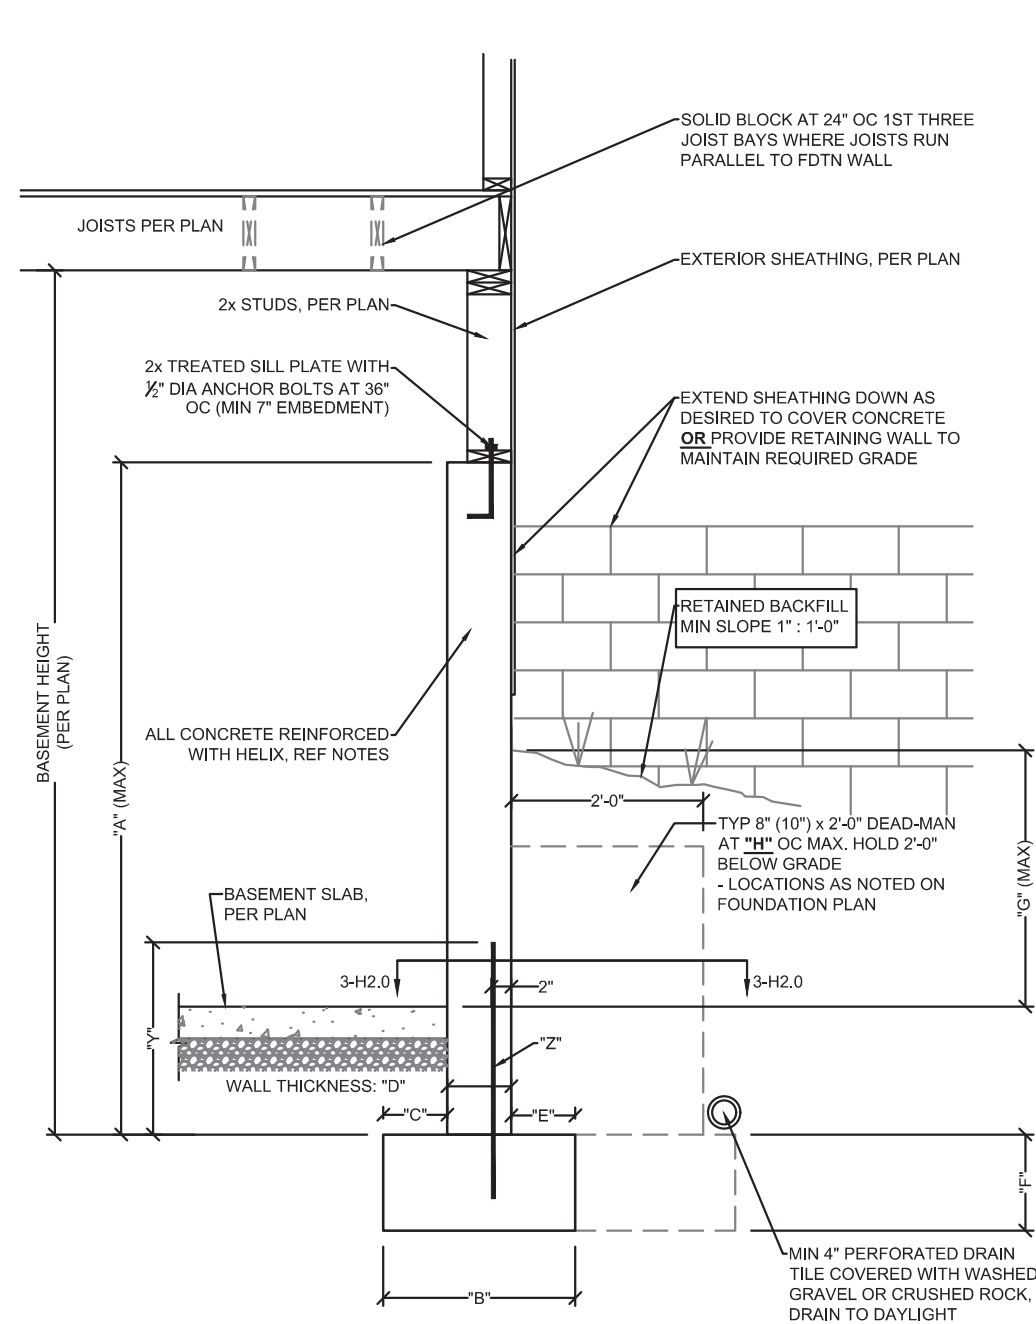 SOLID BLOCK AT 24" OC 1ST THREE
JOIST BAYS WHERE JOISTS RUN
PARALLEL TO FDTN WALL
JOISTS PER PLAN
EXTERIOR SHEATHING, PER PLAN
2x STUDS, PER PLAN
2x TREATED SILL PLATE WITH
½" DIA ANCHOR BOLTS AT 36"
OC (MIN 7" EMBEDMENT)
EXTEND SHEATHING DOWN AS
DESIRED TO COVER CONCRETE
OR PROVIDE RETAINING WALL TO
MAINTAIN REQUIRED GRADE
RETAINED BACKFILL
MIN SLOPE 1" : 1'-0"
BASEMENT HEIGHT
(PER PLAN)
"A" (MAX)
ALL CONCRETE REINFORCED
WITH HELIX, REF NOTES
2'-0"
TYP 8" (10") x 2'-0" DEAD-MAN
AT "H" OC MAX. HOLD 2'-0"
BELOW GRADE
- LOCATIONS AS NOTED ON
FOUNDATION PLAN
"G" (MAX)
BASEMENT SLAB,
PER PLAN
3-H2.0
2"
3-H2.0
"Y"
"Z"
WALL THICKNESS: "D"
"C"
"E"
"F"
"B"
MIN 4" PERFORATED DRAIN
TILE COVERED WITH WASHED
GRAVEL OR CRUSHED ROCK,
DRAIN TO DAYLIGHT